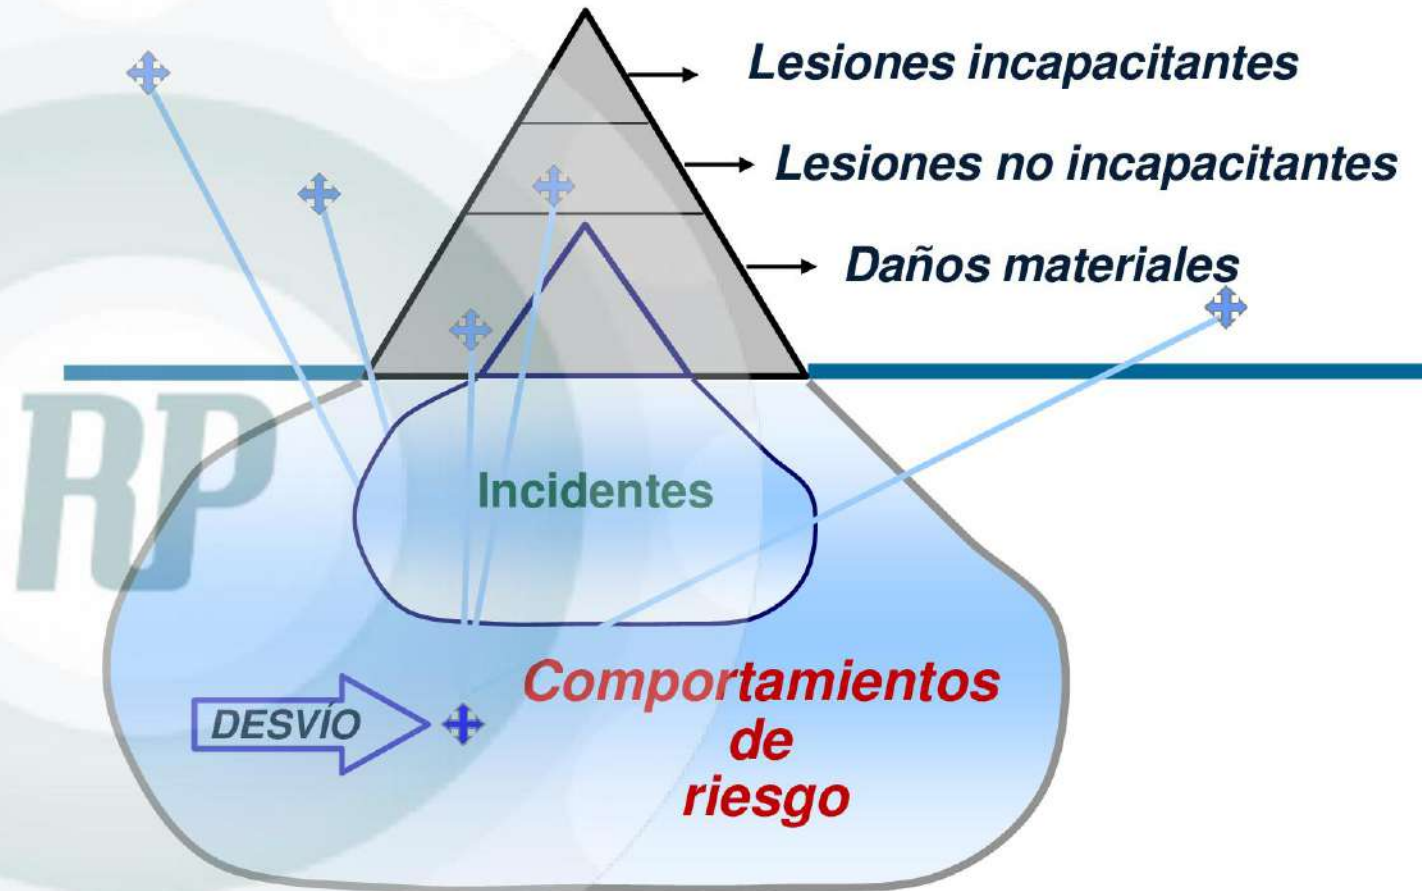 Lesiones incapacitantes
Lesiones no incapacitantes
Daños materiales
RP
Incidentes
Comportamientos
DESVÍO
de
riesgo